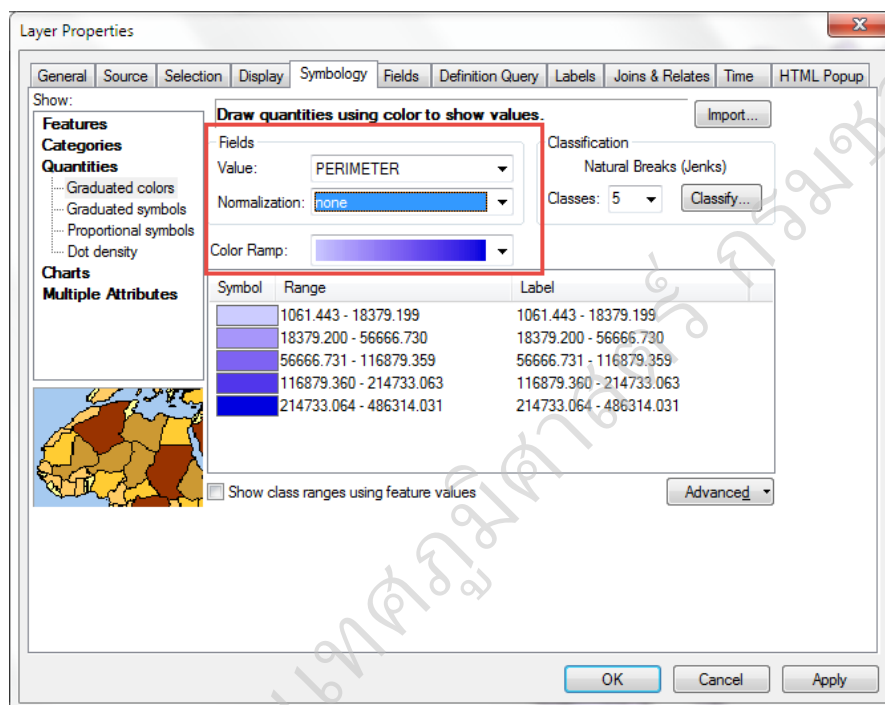 Layer Properties
General Source Selection Display Symbology Fields Definition Query Labels Joins & Relates Time HTML Popup
Show:
Features
Categories
Quantities
Graduated colors
Graduated symbols
Proportional symbols
Dot density
Charts
Multiple Attributes
Draw quantities using color to show values.
Import...
Fields
Value: PERIMETER
Normalization: none
Color Ramp:
Classification
Natural Breaks (Jenks)
Classes: 5 Classify...
Symbol Range Label
1061.443 - 18379.199 1061.443 - 18379.199
18379.200 - 56666.730 18379.200 - 56666.730
56666.731 - 116879.359 56666.731 - 116879.359
116879.360 - 214733.063 116879.360 - 214733.063
214733.064 - 486314.031 214733.064 - 486314.031
Show class ranges using feature values
Advanced
OK Cancel Apply